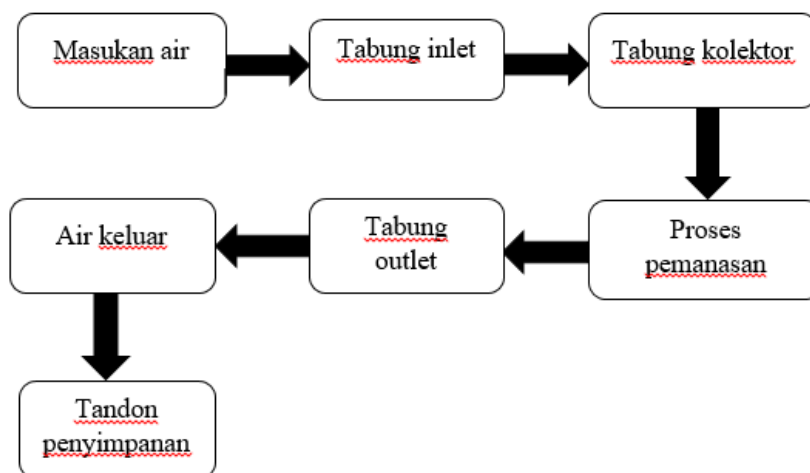 Masukan air
Tabung inlet
Tabung kolektor
Proses
pemanasan
Tabung
outlet
Air keluar
Tandon
penyimpanan